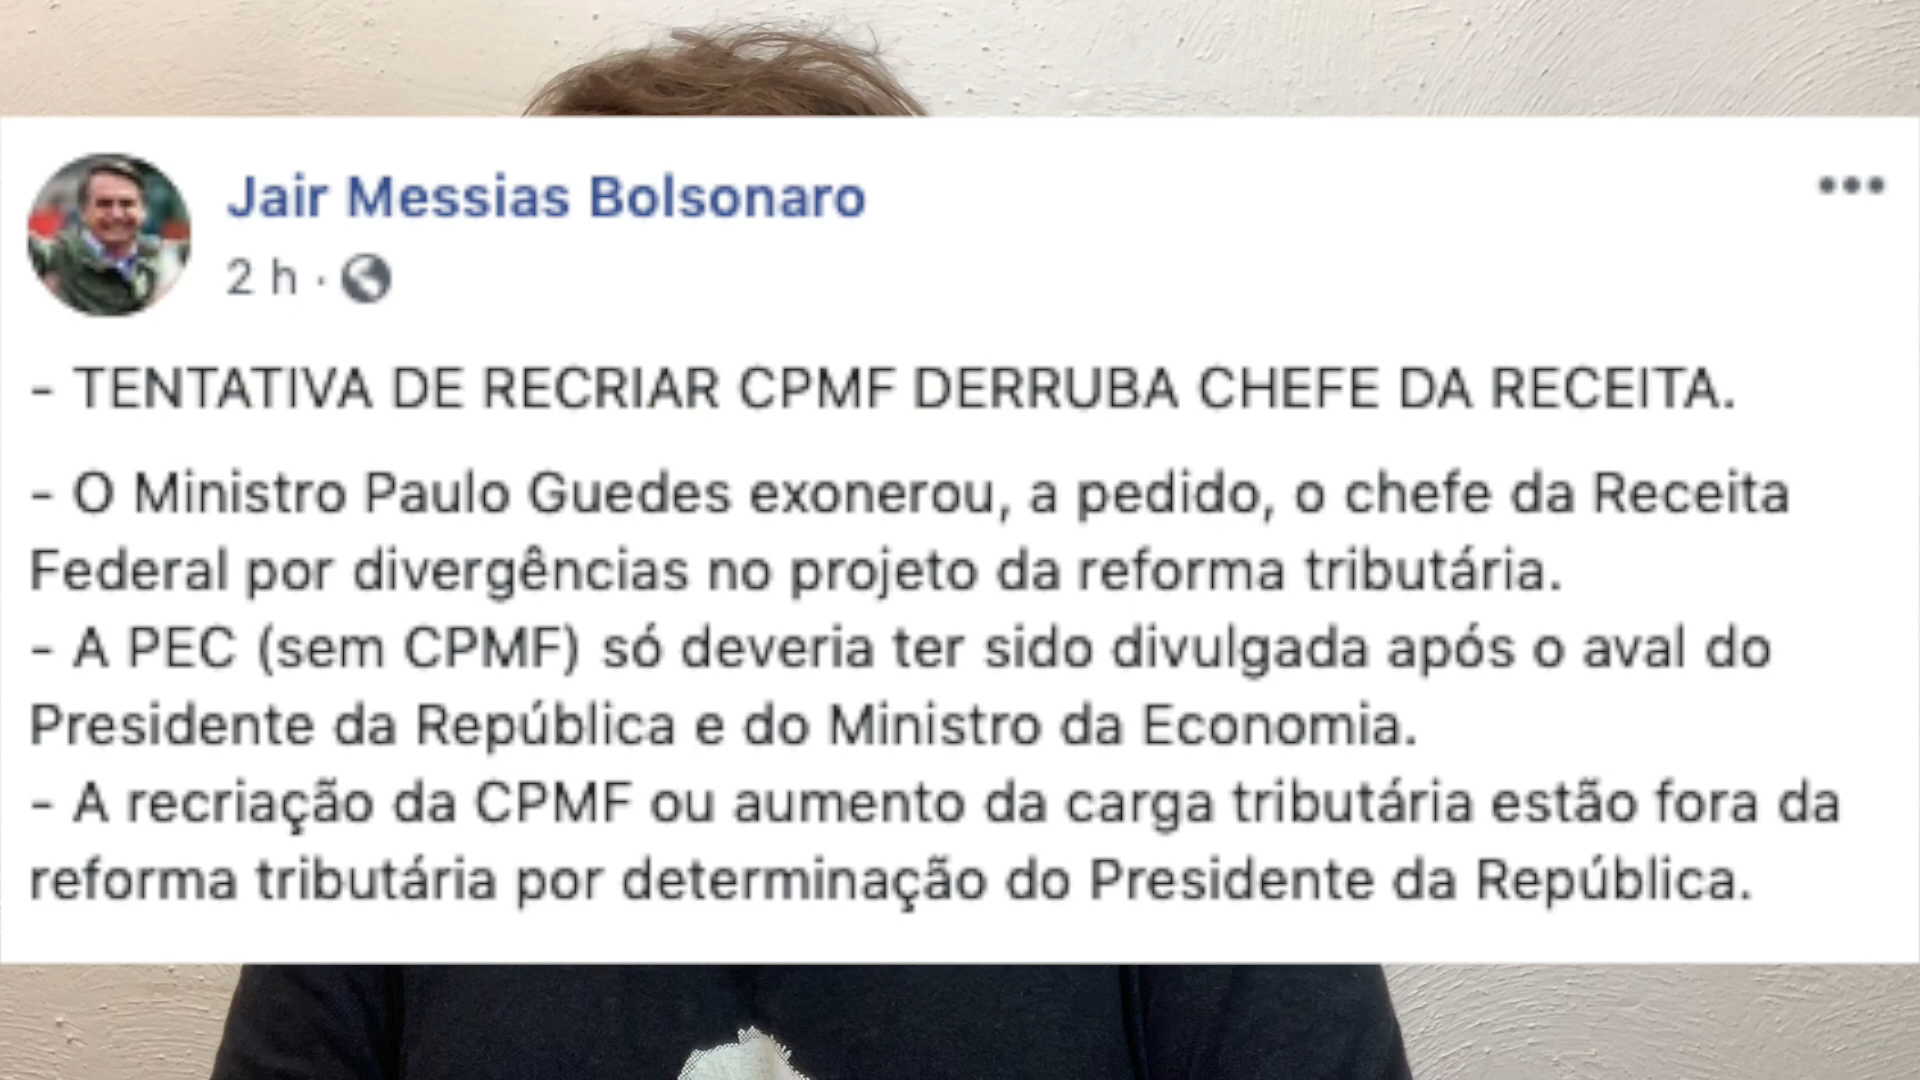 Jair Messias Bolsonaro
2 h ·
- TENTATIVA DE RECRIAR CPMF DERRUBA CHEFE DA RECEITA.
- O Ministro Paulo Guedes exonerou, a pedido, o chefe da Receita
Federal por divergências no projeto da reforma tributária.
- A PEC (sem CPMF) só deveria ter sido divulgada após o aval do
Presidente da República e do Ministro da Economia.
- A recriação da CPMF ou aumento da carga tributária estão fora da
reforma tributária por determinação do Presidente da República.